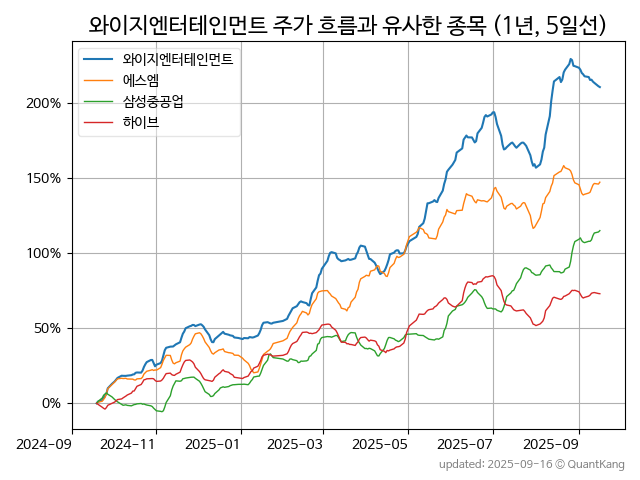 와이지엔터테인먼트 주가 흐름과 유사한 종목 (1년, 5일선)
와이지엔터테인먼트
에스엠
삼성중공업
하이브
200%
150%
100%
50%
0%
2024-09 2024-11 2025-01 2025-03 2025-05 2025-07 2025-09
updated: 2025-09-16 © QuantKang